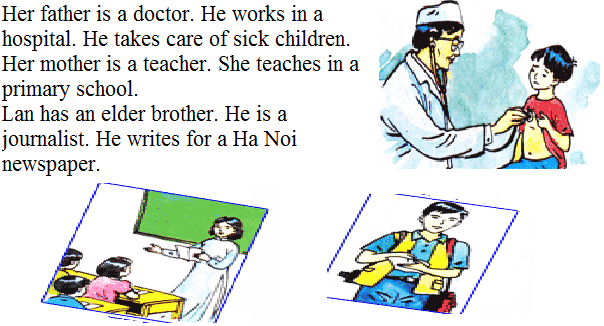 Her father is a doctor. He works in a
hospital. He takes care of sick children.
Her mother is a teacher. She teaches in a
primary school.
Lan has an elder brother. He is a
journalist. He writes for a Ha Noi
newspaper.